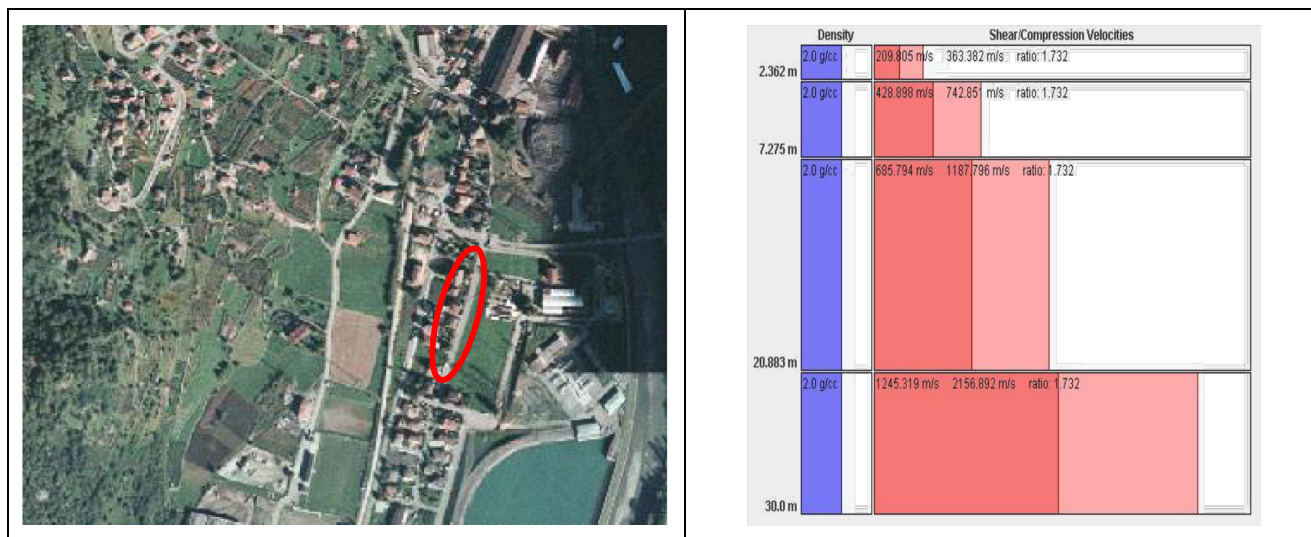 Density Shear/Compression Velocities
2.0 g/cc 209.805 m/s 363.382 m/s ratio: 1.732
2.362 m
2.0 g/cc 428.898 m/s 742.851 m/s ratio: 1.732
7.275 m
2.0 g/cc 685.794 m/s 1187.796 m/s ratio: 1.732
20.883 m
2.0 g/cc 1245.319 m/s 2156.892 m/s ratio: 1.732
30.0 m